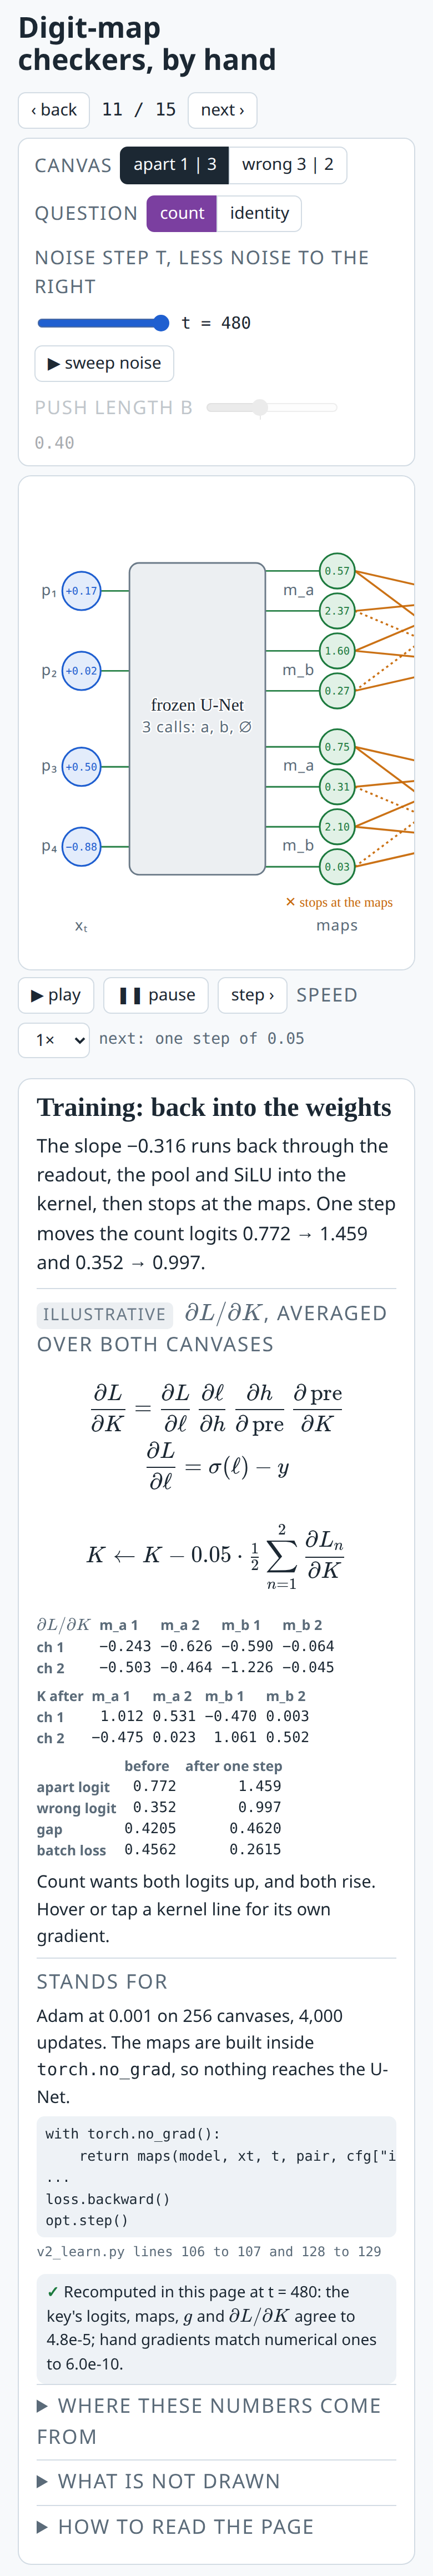 Digit-map
checkers, by hand
‹ back 11 / 15 next ›
CANVAS apart 1 | 3 wrong 3 | 2
QUESTION count identity
NOISE STEP T, LESS NOISE TO THE
RIGHT
t = 480
▶ sweep noise
PUSH LENGTH B
0.40
p₁ +0.17
p₂ +0.02
p₃ +0.50
p₄ −0.88
xₜ
frozen U-Net
3 calls: a, b, ∅
m_a 0.57
2.37
m_b 1.60
0.27
m_a 0.75
0.31
m_b 2.10
0.03
✕ stops at the maps
maps
▶ play ❚❚ pause step › SPEED
1× next: one step of 0.05
Training: back into the weights
The slope −0.316 runs back through the
readout, the pool and SiLU into the
kernel, then stops at the maps. One step
moves the count logits 0.772 → 1.459
and 0.352 → 0.997.
ILLUSTRATIVE ∂L/∂K, AVERAGED
OVER BOTH CANVASES
∂L/∂K = ∂L/∂ℓ ∂ℓ/∂h ∂h/∂ pre ∂ pre/∂K
∂L/∂ℓ = σ(ℓ) − y
K ← K − 0.05 · 1/2 ∑ n=1 2 ∂Lₙ/∂K
∂L/∂K m_a 1 m_a 2 m_b 1 m_b 2
ch 1 −0.243 −0.626 −0.590 −0.064
ch 2 −0.503 −0.464 −1.226 −0.045
K after m_a 1 m_a 2 m_b 1 m_b 2
ch 1 1.012 0.531 −0.470 0.003
ch 2 −0.475 0.023 1.061 0.502
before after one step
apart logit 0.772 1.459
wrong logit 0.352 0.997
gap 0.4205 0.4620
batch loss 0.4562 0.2615
Count wants both logits up, and both rise.
Hover or tap a kernel line for its own
gradient.
STANDS FOR
Adam at 0.001 on 256 canvases, 4,000
updates. The maps are built inside
torch.no_grad, so nothing reaches the U-
Net.
with torch.no_grad():
return maps(model, xt, t, pair, cfg["i
...
loss.backward()
opt.step()
v2_learn.py lines 106 to 107 and 128 to 129
✓ Recomputed in this page at t = 480: the
key's logits, maps, g and ∂L/∂K agree to
4.8e-5; hand gradients match numerical ones
to 6.0e-10.
▶ WHERE THESE NUMBERS COME
FROM
▶ WHAT IS NOT DRAWN
▶ HOW TO READ THE PAGE